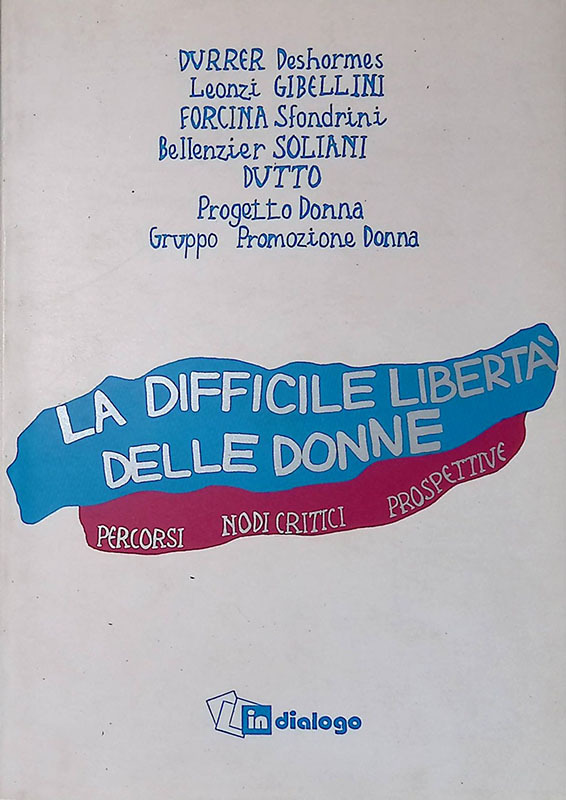 DURRER Deshormes
Leonzi GIBELLINI
FORCINA Sfondrini
Bellenzier SOLIANI
DUTTO
Progetto Donna
Gruppo Promozione Donna
LA DIFFICILE LIBERTÀ
DELLE DONNE
PERCORSI NODI CRITICI PROSPETTIVE
in dialogo